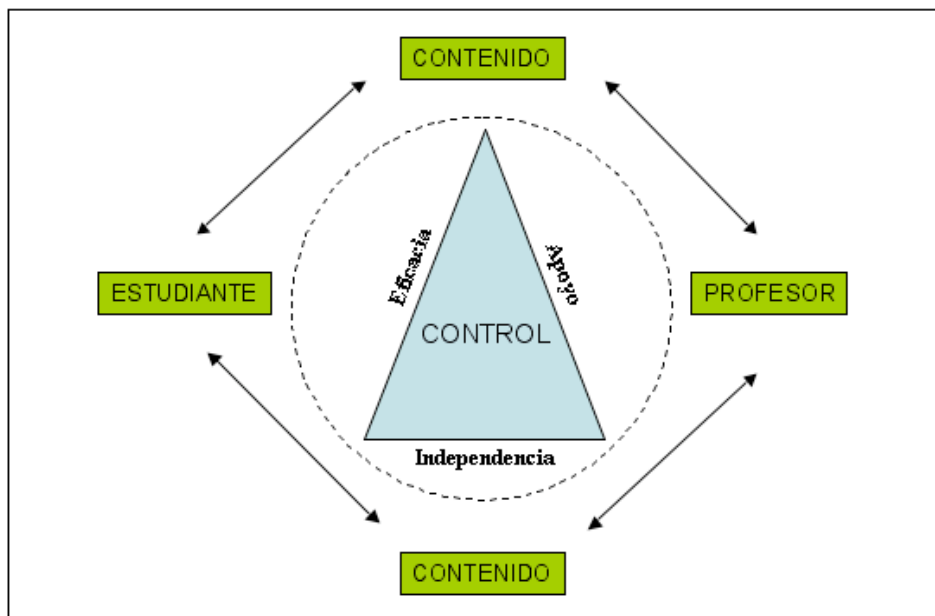 CONTENIDO
Eficacia
Apoyo
ESTUDIANTE
PROFESOR
CONTROL
Independencia
CONTENIDO